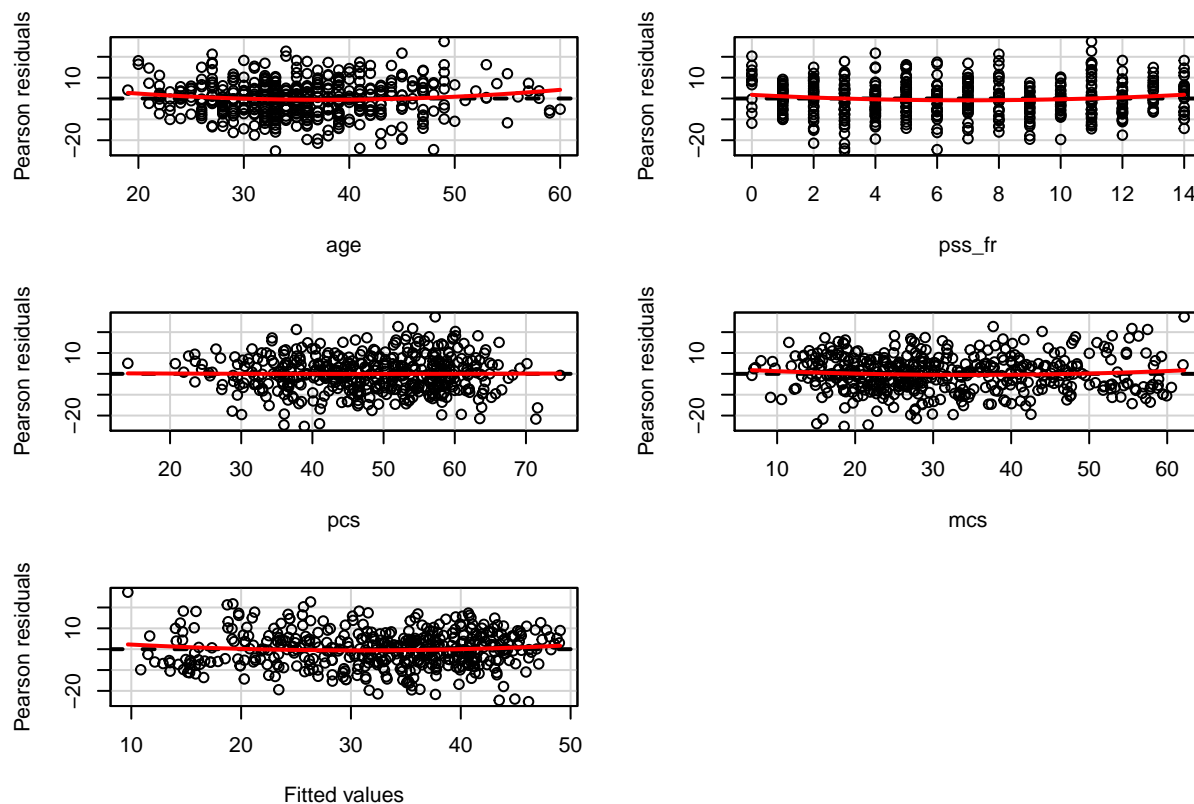 Pearson residuals
10
-20
20 30 40 50 60
age
Pearson residuals
10
-20
0 2 4 6 8 10 12 14
pss_fr
Pearson residuals
10
-20
20 30 40 50 60 70
pcs
Pearson residuals
10
-20
10 20 30 40 50 60
mcs
Pearson residuals
10
-20
10 20 30 40 50
Fitted values